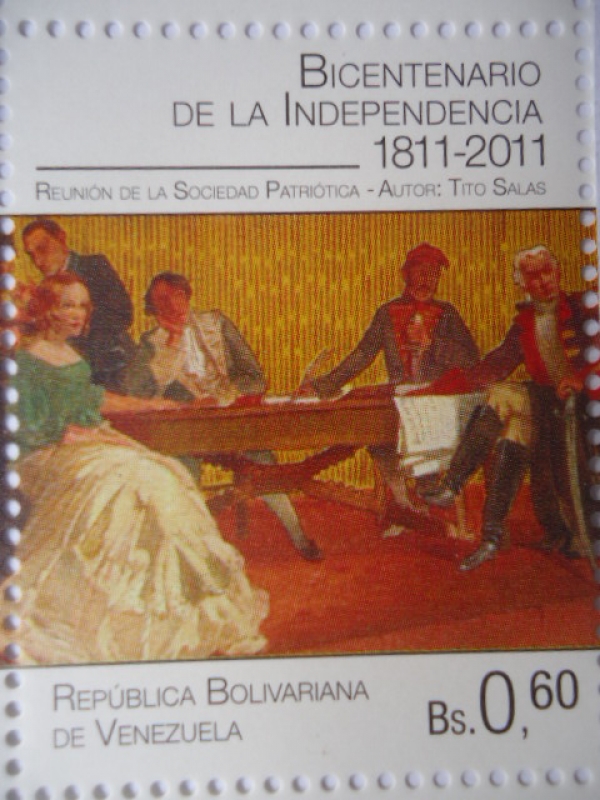 BICENTENARIO
DE LA INDEPENDENCIA
1811-2011
REUNIÓN DE LA SOCIEDAD PATRIÓTICA - AUTOR: TITO SALAS
REPÚBLICA BOLIVARIANA
DE VENEZUELA
Bs. 0,60